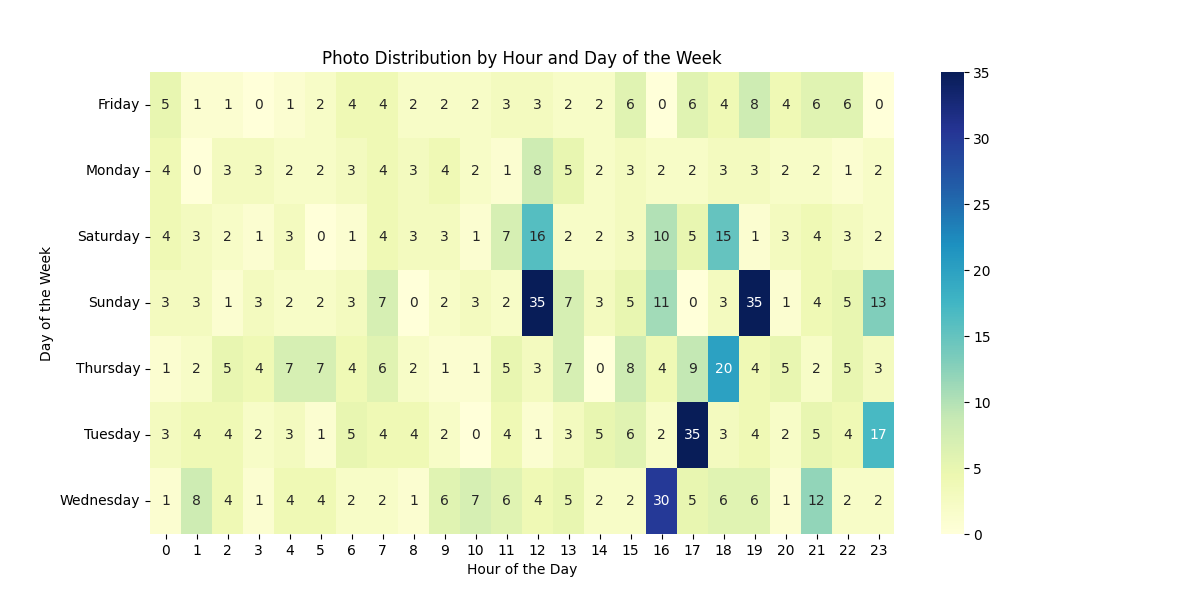 Photo Distribution by Hour and Day of the Week
Friday 5 1 1 0 1 2 4 4 2 2 2 3 3 2 2 6 0 6 4 8 4 6 6 0
Monday 4 0 3 3 2 2 3 4 3 4 2 1 8 5 2 3 2 2 3 3 2 2 1 2
Saturday 4 3 2 1 3 0 1 4 3 3 1 7 16 2 2 3 10 5 15 1 3 4 3 2
Sunday 3 3 1 3 2 2 3 7 0 2 3 2 35 7 3 5 11 0 3 35 1 4 5 13
Thursday 1 2 5 4 7 7 4 6 2 1 1 5 3 7 0 8 4 9 20 4 5 2 5 3
Tuesday 3 4 4 2 3 1 5 4 4 2 0 4 1 3 5 6 2 35 3 4 2 5 4 17
Wednesday 1 8 4 1 4 4 2 2 1 6 7 6 4 5 2 2 30 5 6 6 1 12 2 2
0 1 2 3 4 5 6 7 8 9 10 11 12 13 14 15 16 17 18 19 20 21 22 23
Hour of the Day
Day of the Week
35
30
25
20
15
10
5
0